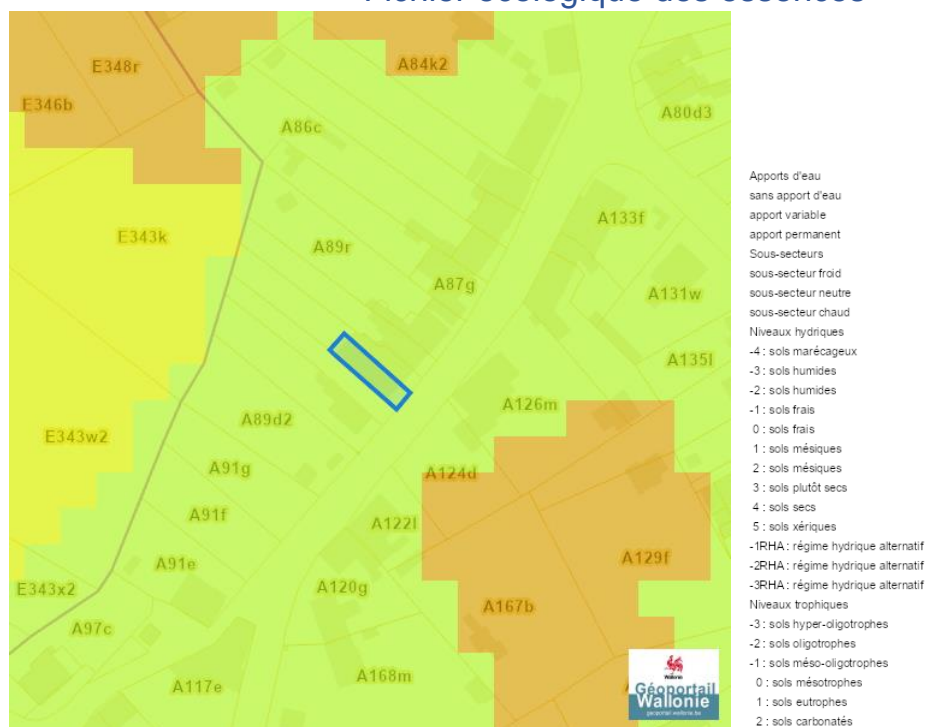 Fichier écologique des essences
E348r
A84k2
E346b
A80d3
A86c
A133f
E343k
A89r
A87g
A131w
A135l
A126m
A89d2
E343w2
A91g
A124d
A91f
A122l
A91e
A129f
E343x2
A120g
A167b
A97c
A168m
A117e
Wallonie
Géoportail
Wallonie
geoportail.wallonie.be
Apports d'eau
sans apport d'eau
apport variable
apport permanent
Sous-secteurs
sous-secteur froid
sous-secteur neutre
sous-secteur chaud
Niveaux hydriques
-4 : sols marécageux
-3 : sols humides
-2 : sols humides
-1 : sols frais
0 : sols frais
1 : sols mésiques
2 : sols mésiques
3 : sols plutôt secs
4 : sols secs
5 : sols xériques
-1RHA : régime hydrique alternatif
-2RHA : régime hydrique alternatif
-3RHA : régime hydrique alternatif
Niveaux trophiques
-3 : sols hyper-oligotrophes
-2 : sols oligotrophes
-1 : sols méso-oligotrophes
0 : sols mésotrophes
1 : sols eutrophes
2 : sols carbonatés